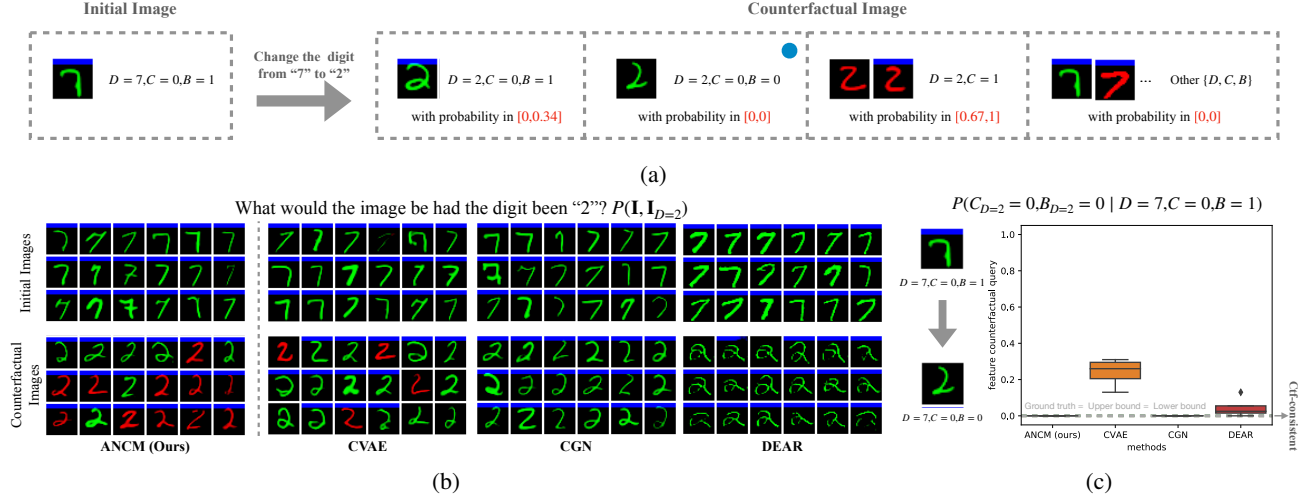 Initial Image
Counterfactual Image
Change the digit
from “7” to “2”
D = 7,C = 0,B = 1
D = 2,C = 0,B = 1
with probability in [0,0.34]
D = 2,C = 0,B = 0
with probability in [0,0]
D = 2,C = 1
with probability in [0.67,1]
... Other {D, C, B}
with probability in [0,0]
(a)
What would the image be had the digit been “2”? P(I, I_{D=2})
Initial Images
Counterfactual
Images
ANCM (Ours)
CVAE
CGN
DEAR
(b)
P(C_{D=2} = 0,B_{D=2} = 0 | D = 7,C = 0,B = 1)
D = 7,C = 0,B = 1
D = 7,C = 0,B = 0
feature counterfactual query
1.0
0.8
0.6
0.4
0.2
0.0
Ground truth = Upper bound = Lower bound
Ctf-consistent
ANCM (ours)
CVAE
CGN
DEAR
methods
(c)